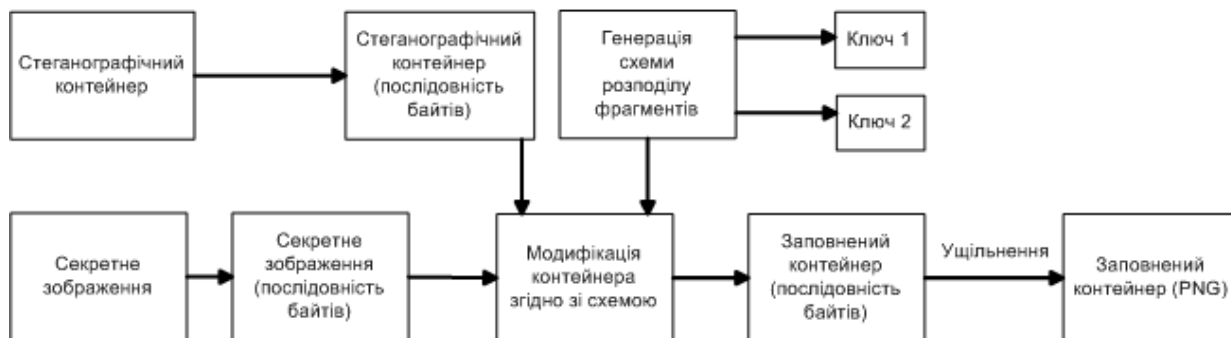 Стеганографічний
контейнер
Стеганографічний
контейнер
(послідовність
байтів)
Генерація
схеми
розподілу
фрагментів
Ключ 1
Ключ 2
Секретне
зображення
Секретне
зображення
(послідовність
байтів)
Модифікація
контейнера
згідно зі схемою
Заповнений
контейнер
(послідовність
байтів)
Ущільнення
Заповнений
контейнер (PNG)